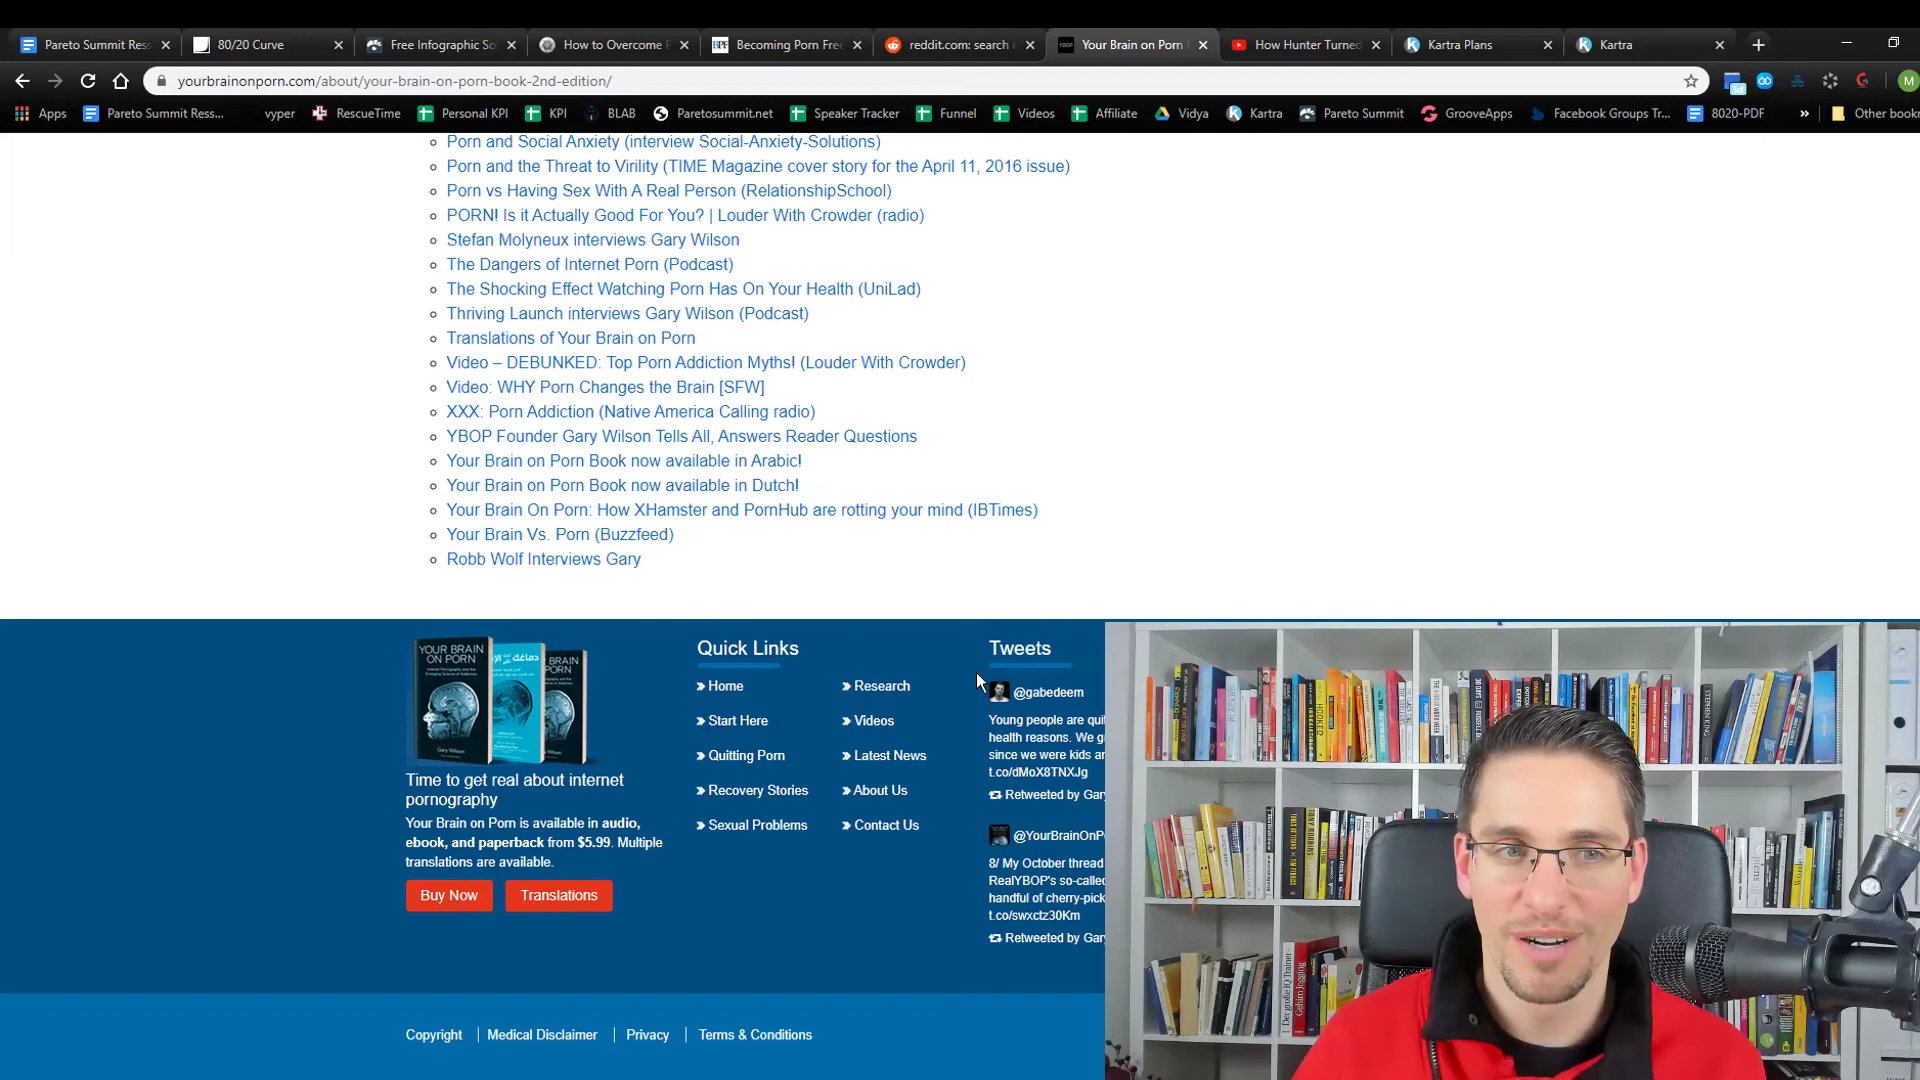 Pareto Summit Ress
80/20 Curve
Free Infographic So
How to Overcome P
Becoming Porn Free
reddit.com: search r
Your Brain on Porn
How Hunter Turned
Kartra Plans
Kartra
yourbrainonporn.com/about/your-brain-on-porn-book-2nd-edition/
Apps
Pareto Summit Ress...
vyper
RescueTime
Personal KPI
KPI
BLAB
Paretosummit.net
Speaker Tracker
Funnel
Videos
Affiliate
Vidya
Kartra
Pareto Summit
GrooveApps
Facebook Groups Tr...
8020-PDF
Other book
Porn and Social Anxiety (interview Social-Anxiety-Solutions)
Porn and the Threat to Virility (TIME Magazine cover story for the April 11, 2016 issue)
Porn vs Having Sex With A Real Person (RelationshipSchool)
PORN! Is it Actually Good For You? | Louder With Crowder (radio)
Stefan Molyneux interviews Gary Wilson
The Dangers of Internet Porn (Podcast)
The Shocking Effect Watching Porn Has On Your Health (UniLad)
Thriving Launch interviews Gary Wilson (Podcast)
Translations of Your Brain on Porn
Video – DEBUNKED: Top Porn Addiction Myths! (Louder With Crowder)
Video: WHY Porn Changes the Brain [SFW]
XXX: Porn Addiction (Native America Calling radio)
YBOP Founder Gary Wilson Tells All, Answers Reader Questions
Your Brain on Porn Book now available in Arabic!
Your Brain on Porn Book now available in Dutch!
Your Brain On Porn: How XHamster and PornHub are rotting your mind (IBTimes)
Your Brain Vs. Porn (Buzzfeed)
Robb Wolf Interviews Gary
YOUR BRAIN
ON PORN
Gary Wilson
Time to get real about internet
pornography
Your Brain on Porn is available in audio,
ebook, and paperback from $5.99. Multiple
translations are available.
Buy Now
Translations
Quick Links
Home
Start Here
Quitting Porn
Recovery Stories
Sexual Problems
Research
Videos
Latest News
About Us
Contact Us
Tweets
@gabedeem
Young people are qui
health reasons. We g
since we were kids a
t.co/dMoX8TNXJg
Retweeted by Gar
@YourBrainOnP
8/ My October thread
RealYBOP's so-called
handful of cherry-pick
t.co/swxctz30Km
Retweeted by Gar
Copyright
Medical Disclaimer
Privacy
Terms & Conditions
HOOKED
TONY ROBBINS
STEPHEN KING